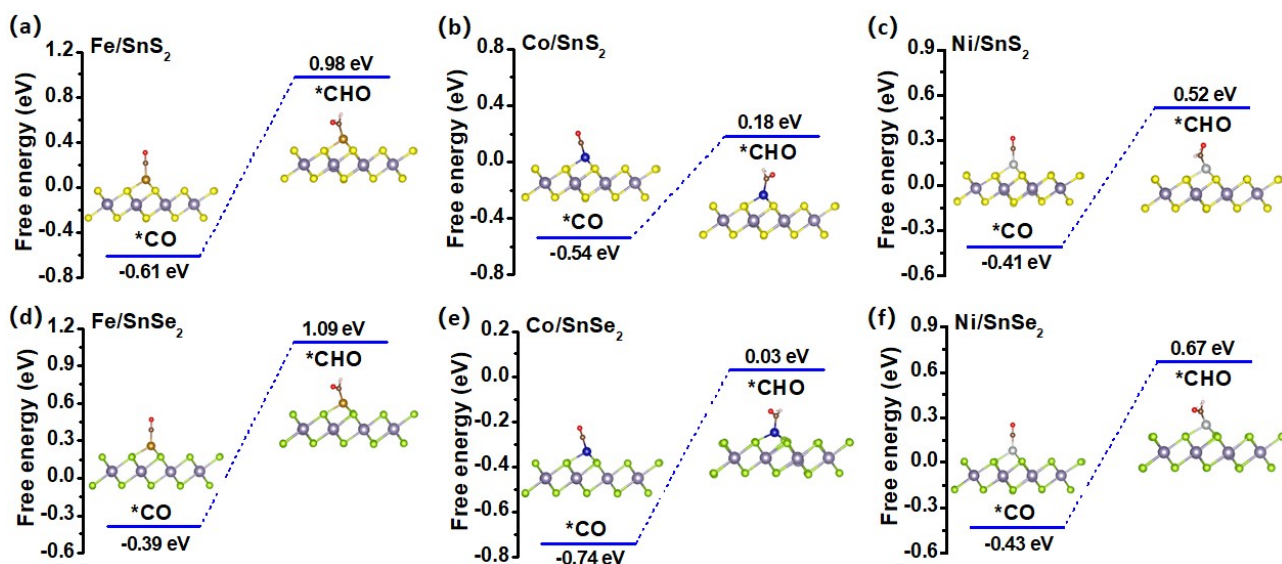 (a)
Fe/SnS₂
Free energy (eV)
1.2
0.8
0.4
0.0
-0.4
-0.8
0.98 eV
*CHO
*CO
-0.61 eV
(b)
Co/SnS₂
Free energy (eV)
0.8
0.4
0.0
-0.4
-0.8
0.18 eV
*CHO
*CO
-0.54 eV
(c)
Ni/SnS₂
Free energy (eV)
0.9
0.6
0.3
0.0
-0.3
-0.6
0.52 eV
*CHO
*CO
-0.41 eV
(d)
Fe/SnSe₂
Free energy (eV)
1.2
0.9
0.6
0.3
0.0
-0.3
-0.6
1.09 eV
*CHO
*CO
-0.39 eV
(e)
Co/SnSe₂
Free energy (eV)
0.2
0.0
-0.2
-0.4
-0.6
-0.8
0.03 eV
*CHO
*CO
-0.74 eV
(f)
Ni/SnSe₂
Free energy (eV)
0.9
0.6
0.3
0.0
-0.3
-0.6
0.67 eV
*CHO
*CO
-0.43 eV